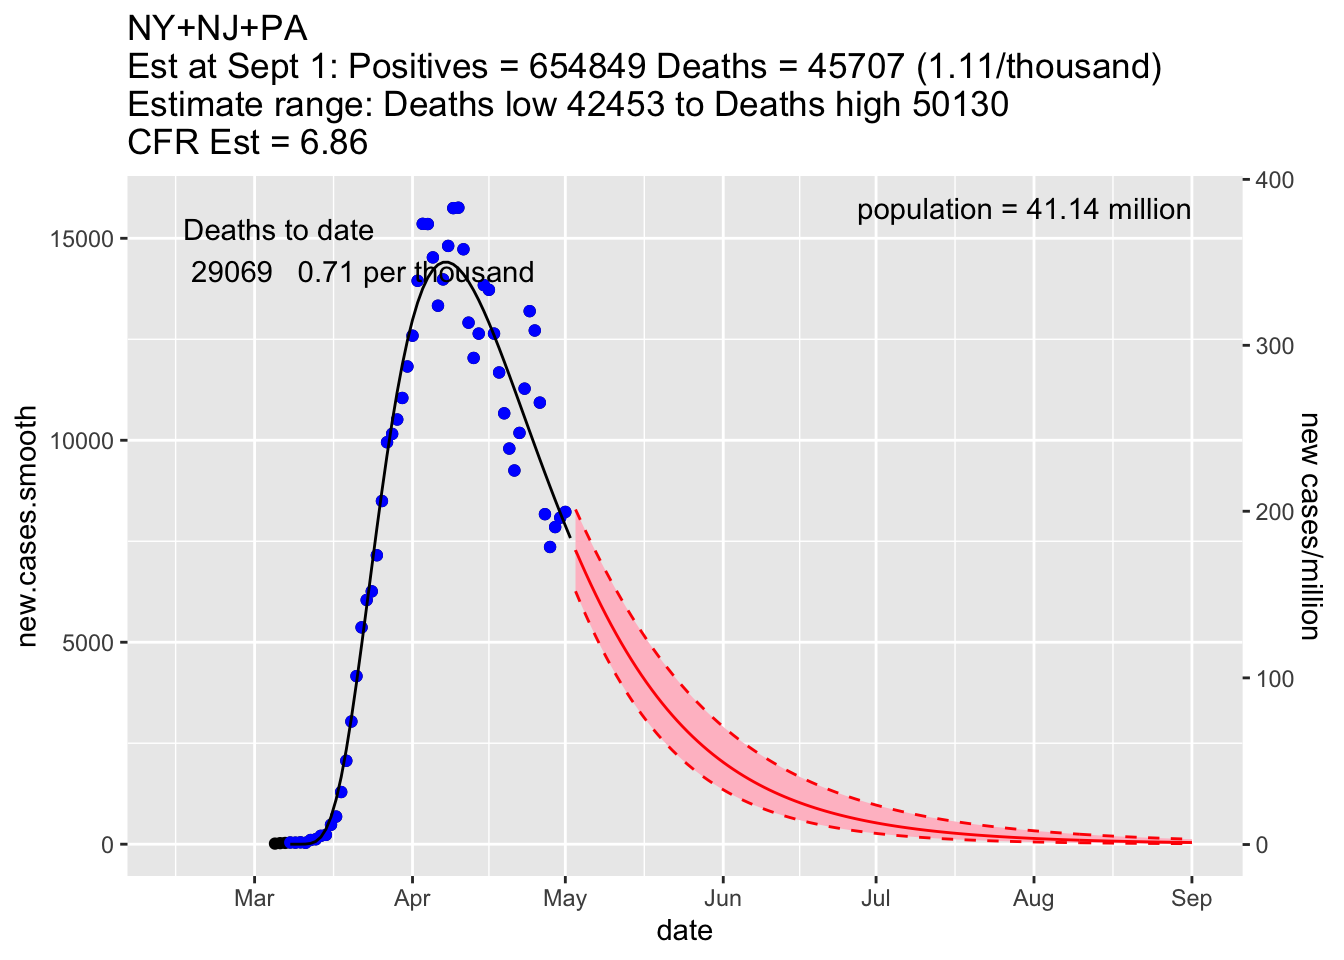 NY+NJ+PA
Est at Sept 1: Positives = 654849 Deaths = 45707 (1.11/thousand)
Estimate range: Deaths low 42453 to Deaths high 50130
CFR Est = 6.86
Deaths to date
29069 0.71 per thousand
population = 41.14 million
new.cases.smooth
15000
10000
5000
0
400
300
200
100
0
new cases/million
Mar Apr May Jun Jul Aug Sep
date